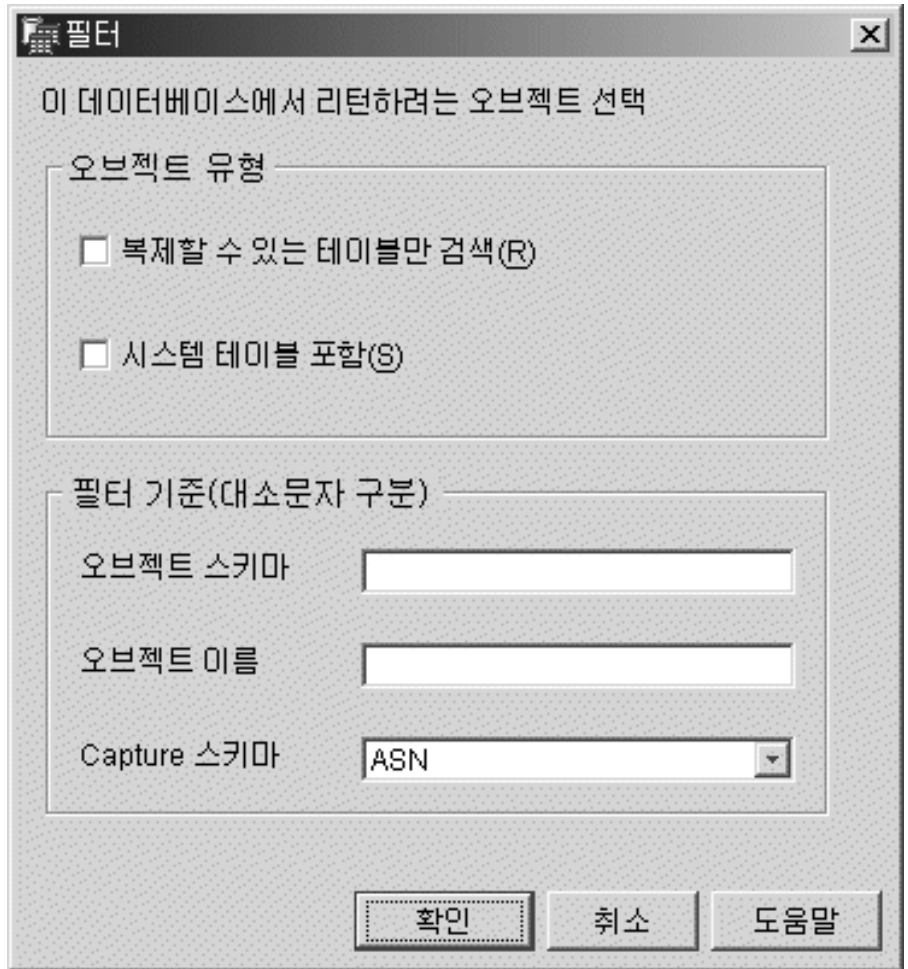 필터
이 데이터베이스에서 리턴하려는 오브젝트 선택
오브젝트 유형
복제할 수 있는 테이블만 검색(R)
시스템 테이블 포함(S)
필터 기준(대소문자 구분)
오브젝트 스키마
오브젝트 이름
Capture 스키마 ASN
확인 취소 도움말